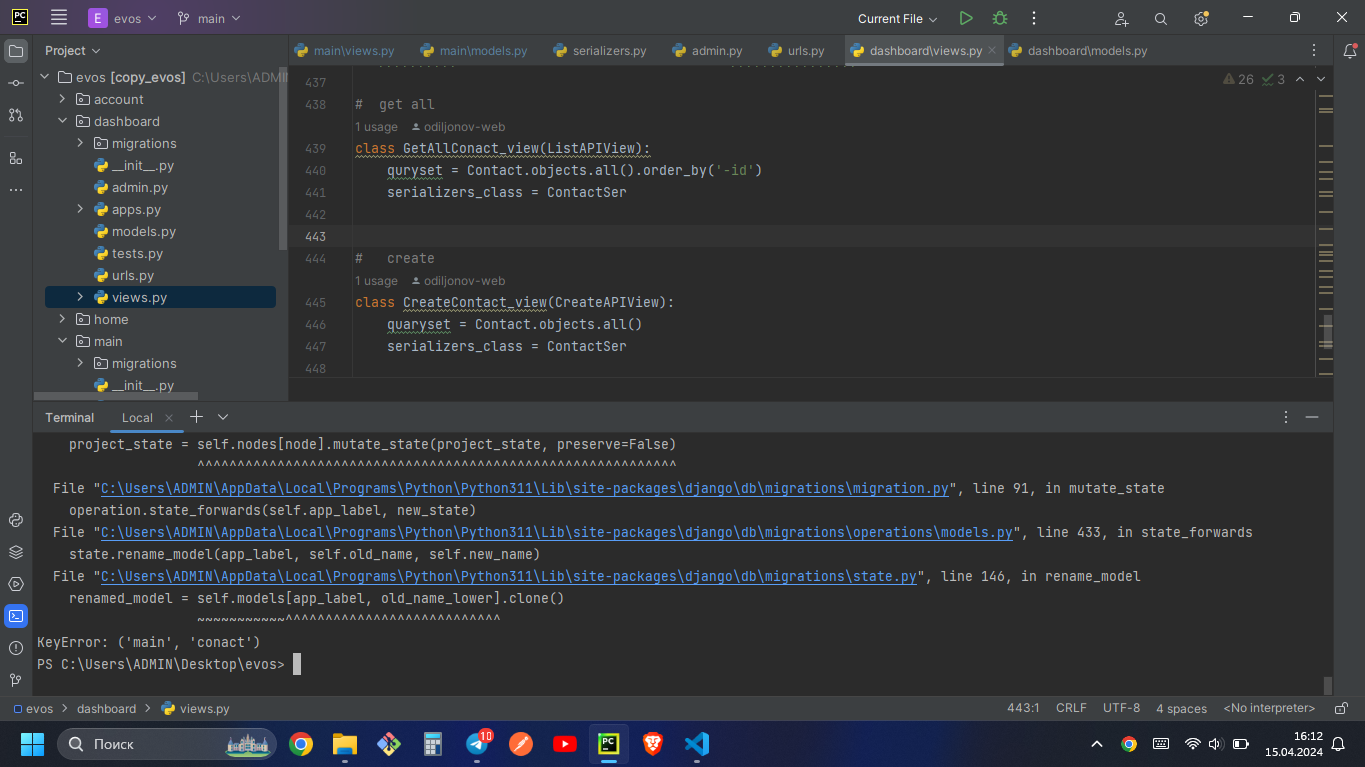 PC
E evos
main
Current File
Project
main\views.py
main\models.py
serializers.py
admin.py
urls.py
dashboard\views.py
dashboard\models.py
evos [copy_evos] C:\Users\ADMI
account
dashboard
migrations
__init__.py
admin.py
apps.py
models.py
tests.py
urls.py
views.py
home
main
migrations
__init__.py
26
3
437
438 # get all
1 usage odiljonov-web
439 class GetAllConact_view(ListAPIView):
440 quryset = Contact.objects.all().order_by('-id')
441 serializers_class = ContactSer
442
443
444 # create
1 usage odiljonov-web
445 class CreateContact_view(CreateAPIView):
446 quaryset = Contact.objects.all()
447 serializers_class = ContactSer
448
Terminal
Local
project_state = self.nodes[node].mutate_state(project_state, preserve=False)
^^^^^^^^^^^^^^^^^^^^^^^^^^^^^^^^^^^^^^^^^^^^^^^^^^^^^^^^^^^^
File "C:\Users\ADMIN\AppData\Local\Programs\Python\Python311\Lib\site-packages\django\db\migrations\migration.py", line 91, in mutate_state
operation.state_forwards(self.app_label, new_state)
File "C:\Users\ADMIN\AppData\Local\Programs\Python\Python311\Lib\site-packages\django\db\migrations\operations\models.py", line 433, in state_forwards
state.rename_model(app_label, self.old_name, self.new_name)
File "C:\Users\ADMIN\AppData\Local\Programs\Python\Python311\Lib\site-packages\django\db\migrations\state.py", line 146, in rename_model
renamed_model = self.models[app_label, old_name_lower].clone()
~~~~~~~~~~~^^^^^^^^^^^^^^^^^^^^^^^^^^^
KeyError: ('main', 'conact')
PS C:\Users\ADMIN\Desktop\evos>
evos > dashboard > views.py
443:1
CRLF
UTF-8
4 spaces
<No interpreter>
Поиск
10
PC
16:12
15.04.2024